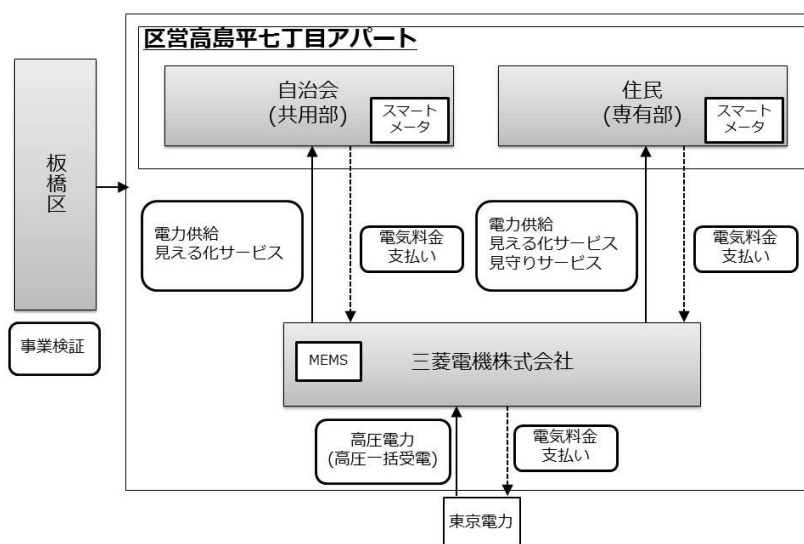 区営高島平七丁目アパート
自治会
(共用部)
スマート
メータ
住民
(専有部)
スマート
メータ
板橋区
電力供給
見える化サービス
電気料金
支払い
電力供給
見える化サービス
見守りサービス
電気料金
支払い
事業検証
MEMS
三菱電機株式会社
高圧電力
(高圧一括受電)
電気料金
支払い
東京電力